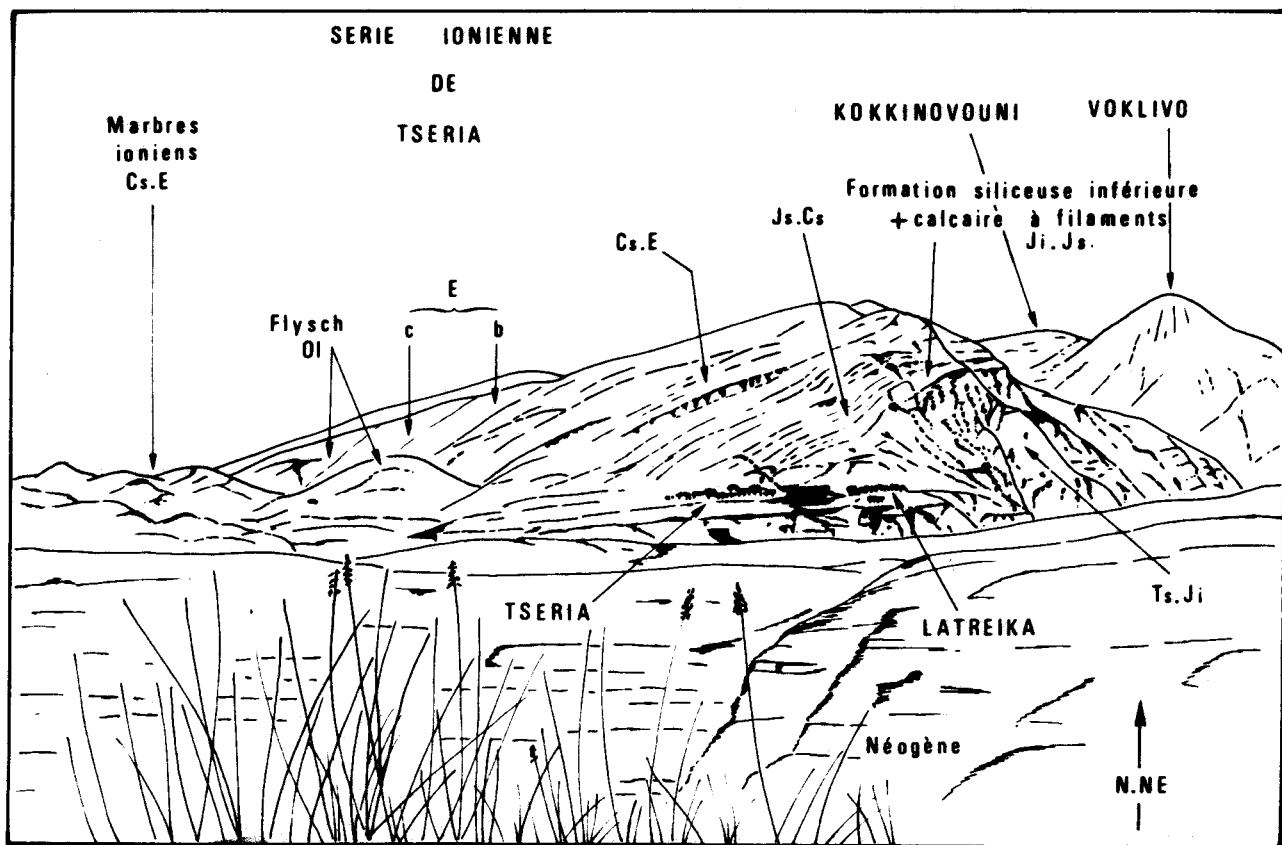 SERIE IONIENNE
DE
TSERIA
Marbres
ioniens
Cs.E
KOKKINOVOUNI
VOKLIVO
Formation siliceuse inférieure
+calcaire à filaments
Ji.Js.
Js.Cs
Cs.E
E
c b
Flysch
Ol
TSERIA
LATREIKA
Ts.Ji
Néogène
N.NE